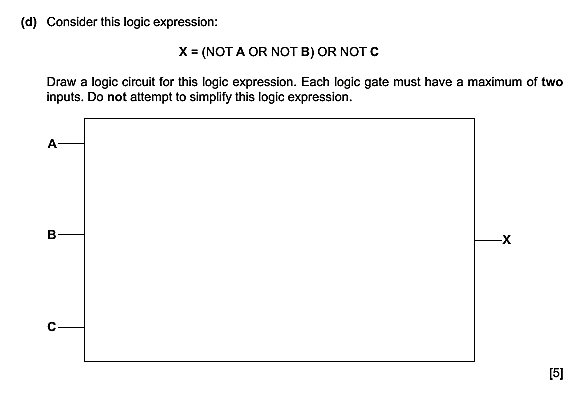 (d) Consider this logic expression:
X = (NOT A OR NOT B) OR NOT C
Draw a logic circuit for this logic expression. Each logic gate must have a maximum of two
inputs. Do not attempt to simplify this logic expression.
A
B
X
C
[5]